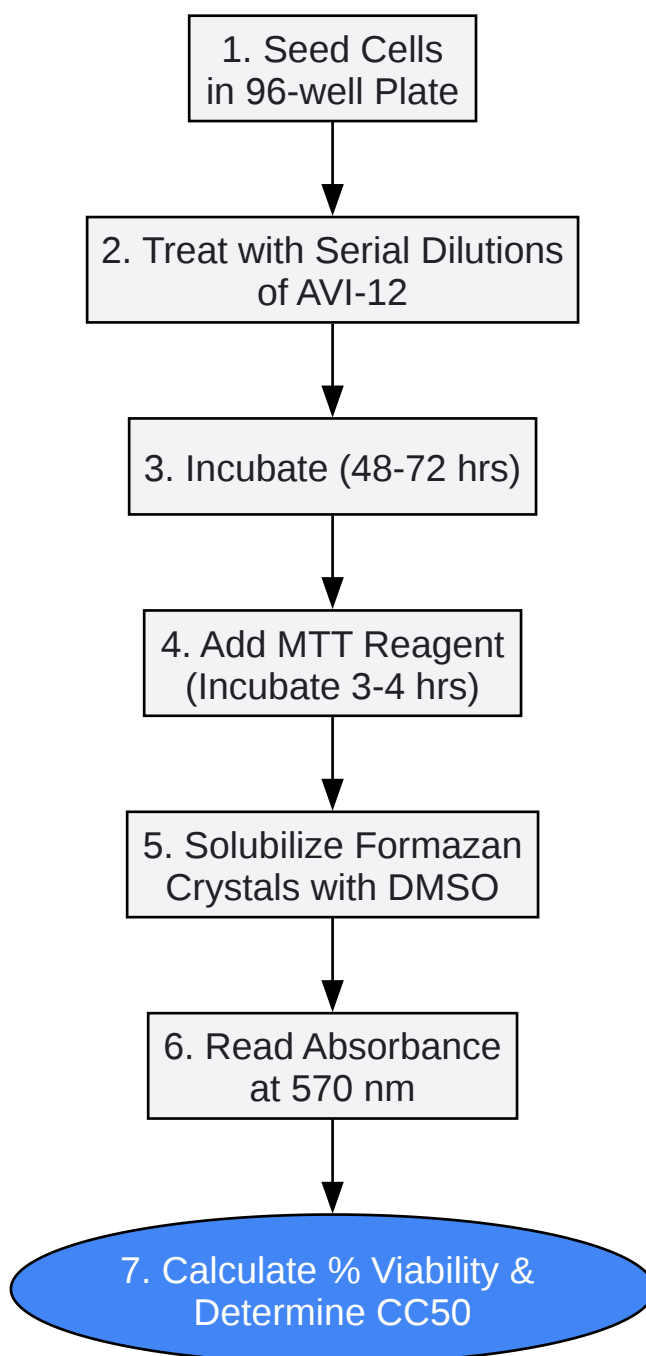 1. Seed Cells
in 96-well Plate
2. Treat with Serial Dilutions
of AVI-12
3. Incubate (48-72 hrs)
4. Add MTT Reagent
(Incubate 3-4 hrs)
5. Solubilize Formazan
Crystals with DMSO
6. Read Absorbance
at 570 nm
7. Calculate % Viability &
Determine CC50